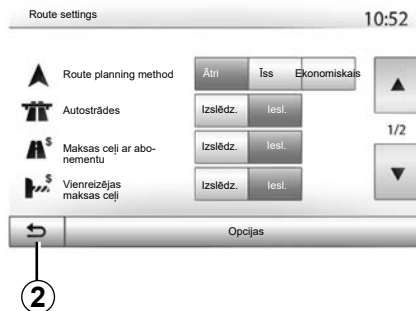 Route settings
10:52
Route planning method
Ātri
Īss
Ekonomiskais
Autostrādes
Izslēdz.
Iesl.
1/2
Maksas ceļi ar abo-
nementu
Izslēdz.
Iesl.
Vienreizējas
maksas ceļi
Izslēdz.
Iesl.
Opcijas
2